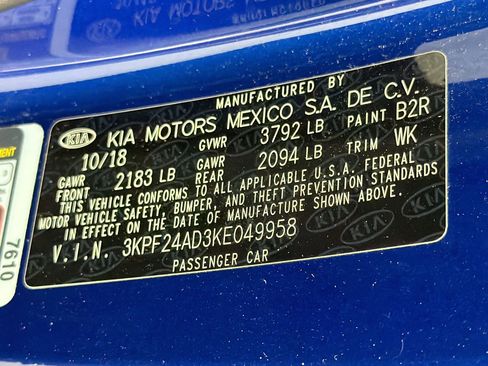 MANUFACTURED BY
KIA KIA MOTORS MEXICO S.A. DE C.V.
10/18 GVWR 3792 LB PAINT B2R
GAWR FRONT 2183 LB GAWR REAR 2094 LB TRIM WK
THIS VEHICLE CONFORMS TO ALL APPLICABLE U.S.A. FEDERAL
MOTOR VEHICLE SAFETY, BUMPER, AND THEFT PREVENTION STANDARDS
IN EFFECT ON THE DATE OF MANUFACTURE SHOWN ABOVE.
V.I.N. 3KPF24AD3KE049958
PASSENGER CAR
7610